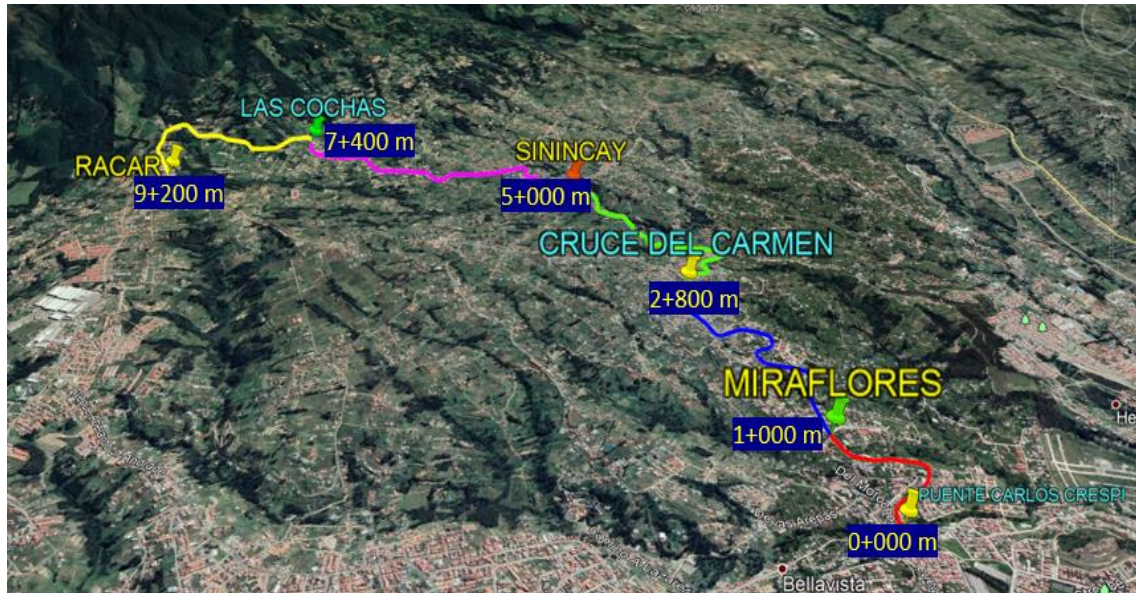 LAS COCHAS
7+400 m
RACAR
9+200 m
SININCAY
5+000 m
CRUCE DEL CARMEN
2+800 m
MIRAFLORES
1+000 m
PUENTE CARLOS CRESPI
0+000 m
Bellavista
He